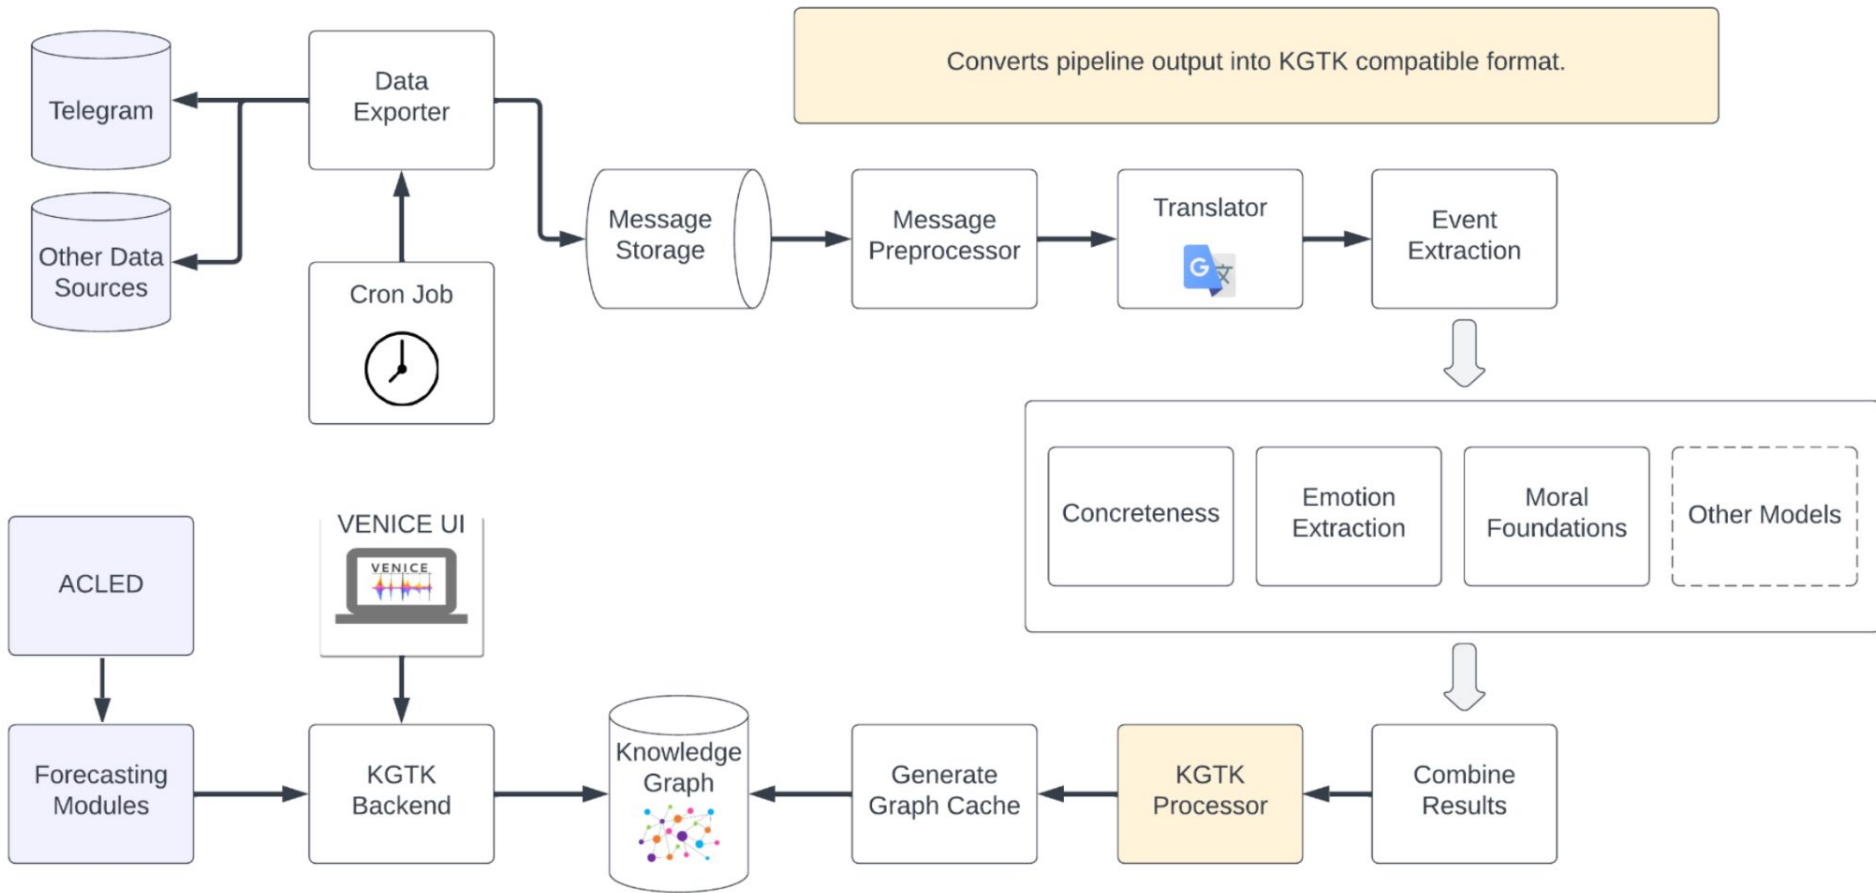 Converts pipeline output into KGTK compatible format.
Telegram
Data
Exporter
Other Data
Sources
Cron Job
Message
Storage
Message
Preprocessor
Translator
G
文
Event
Extraction
Concreteness
Emotion
Extraction
Moral
Foundations
Other Models
ACLED
VENICE UI
VENICE
Forecasting
Modules
KGTK
Backend
Knowledge
Graph
Generate
Graph Cache
KGTK
Processor
Combine
Results